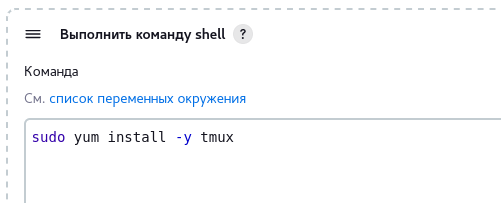 Выполнить команду shell ?
Команда
См. список переменных окружения
sudo yum install -y tmux